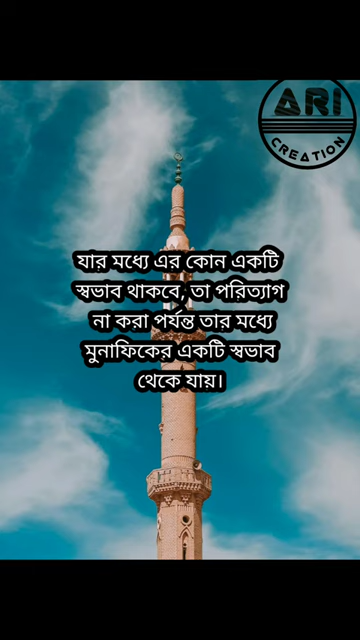 ARI
CREATION
যার মধ্যে এর কোন একটি
স্বভাব থাকবে, তা পরিত্যাগ
না করা পর্যন্ত তার মধ্যে
মুনাফিকের একটি স্বভাব
থেকে যায়।